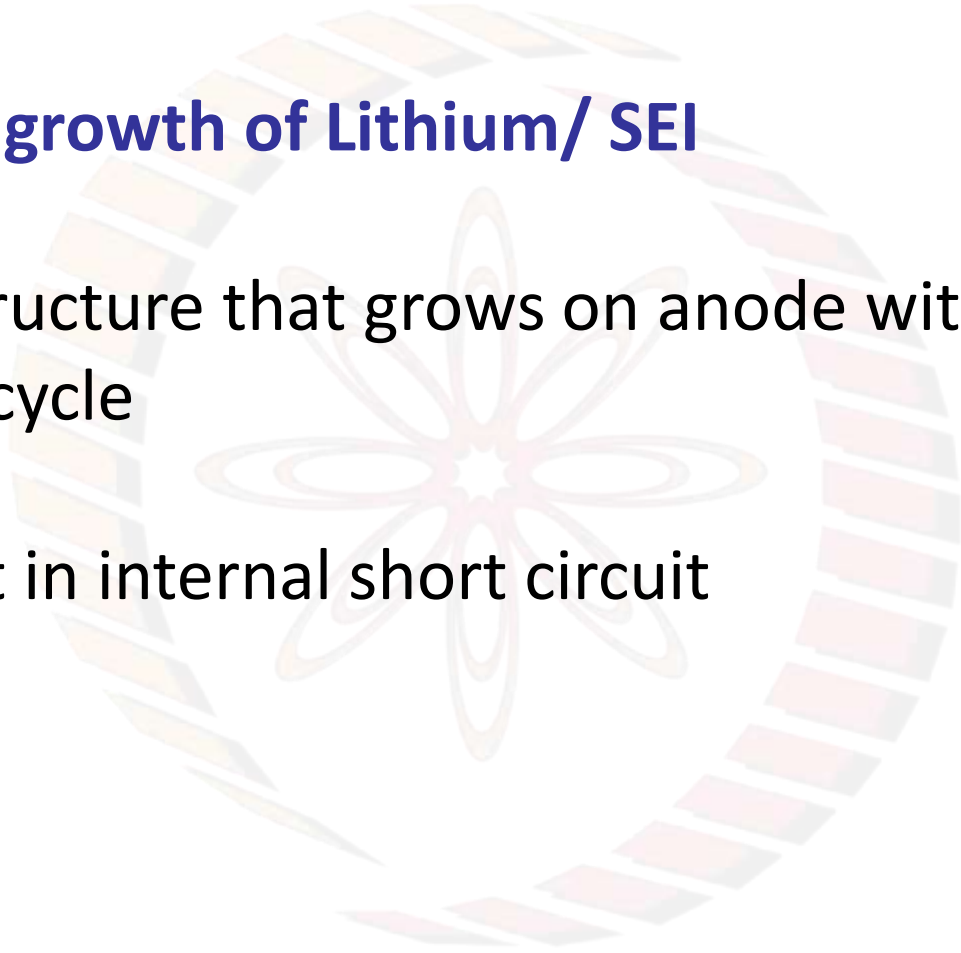 growth of Lithium/ SEI
ructure that grows on anode wit
cycle
t in internal short circuit